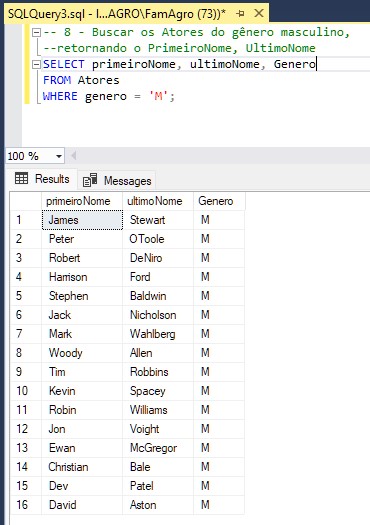 SQLQuery3.sql - l...AGRO\FamAgro (73))*
-- 8 - Buscar os Atores do gênero masculino,
--retornando o PrimeiroNome, UltimoNome
SELECT primeiroNome, ultimoNome, Genero
FROM Atores
WHERE genero = 'M';
100 %
Results Messages
primeiroNome ultimoNome Genero
1 James Stewart M
2 Peter OToole M
3 Robert DeNiro M
4 Harrison Ford M
5 Stephen Baldwin M
6 Jack Nicholson M
7 Mark Wahlberg M
8 Woody Allen M
9 Tim Robbins M
10 Kevin Spacey M
11 Robin Williams M
12 Jon Voight M
13 Ewan McGregor M
14 Christian Bale M
15 Dev Patel M
16 David Aston M